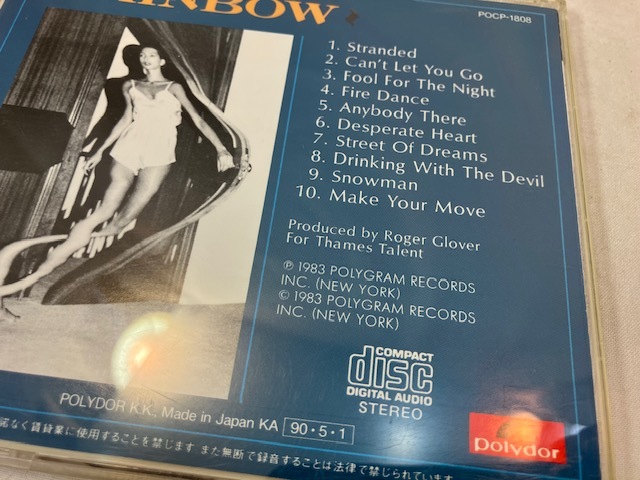 INBOW
POCP-1808
1. Stranded
2. Can't Let You Go
3. Fool For The Night
4. Fire Dance
5. Anybody There
6. Desperate Heart
7. Street Of Dreams
8. Drinking With The Devil
9. Snowman
10. Make Your Move
Produced by Roger Glover
For Thames Talent
℗ 1983 POLYGRAM RECORDS
INC. (NEW YORK)
© 1983 POLYGRAM RECORDS
INC. (NEW YORK)
COMPACT
disc
DIGITAL AUDIO
STEREO
POLYDOR K.K. Made in Japan KA 90・5・1
polydor
諾なく賃貸業に使用することを禁じます また無断で録音することは法律で禁じられています